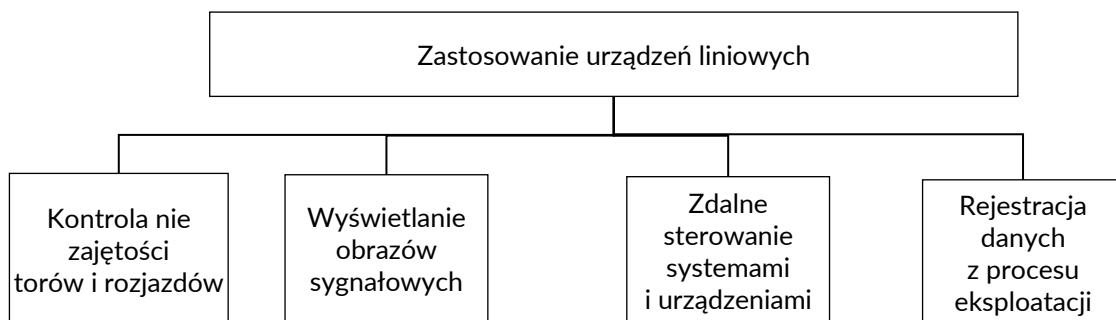 Zastosowanie urządzeń liniowych
Kontrola nie
zajętości
torów i rozjazdów
Wyświetlanie
obrazów
sygnałowych
Zdalne
sterowanie
systemami
i urządzeniami
Rejestracja
danych
z procesu
eksploatacji